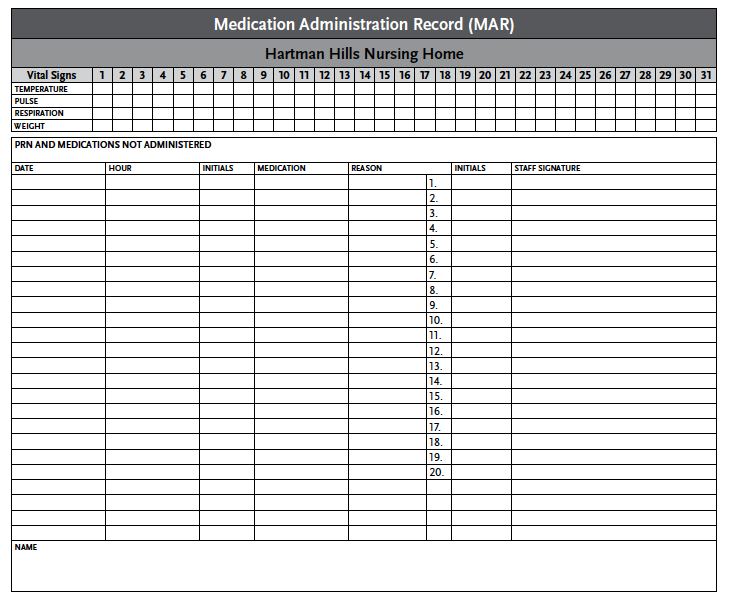 Medication Administration Record (MAR)
Hartman Hills Nursing Home
Vital Signs 1 2 3 4 5 6 7 8 9 10 11 12 13 14 15 16 17 18 19 20 21 22 23 24 25 26 27 28 29 30 31
TEMPERATURE
PULSE
RESPIRATION
WEIGHT
PRN AND MEDICATIONS NOT ADMINISTERED
DATE HOUR INITIALS MEDICATION REASON INITIALS STAFF SIGNATURE
1.
2.
3.
4.
5.
6.
7.
8.
9.
10.
11.
12.
13.
14.
15.
16.
17.
18.
19.
20.
NAME